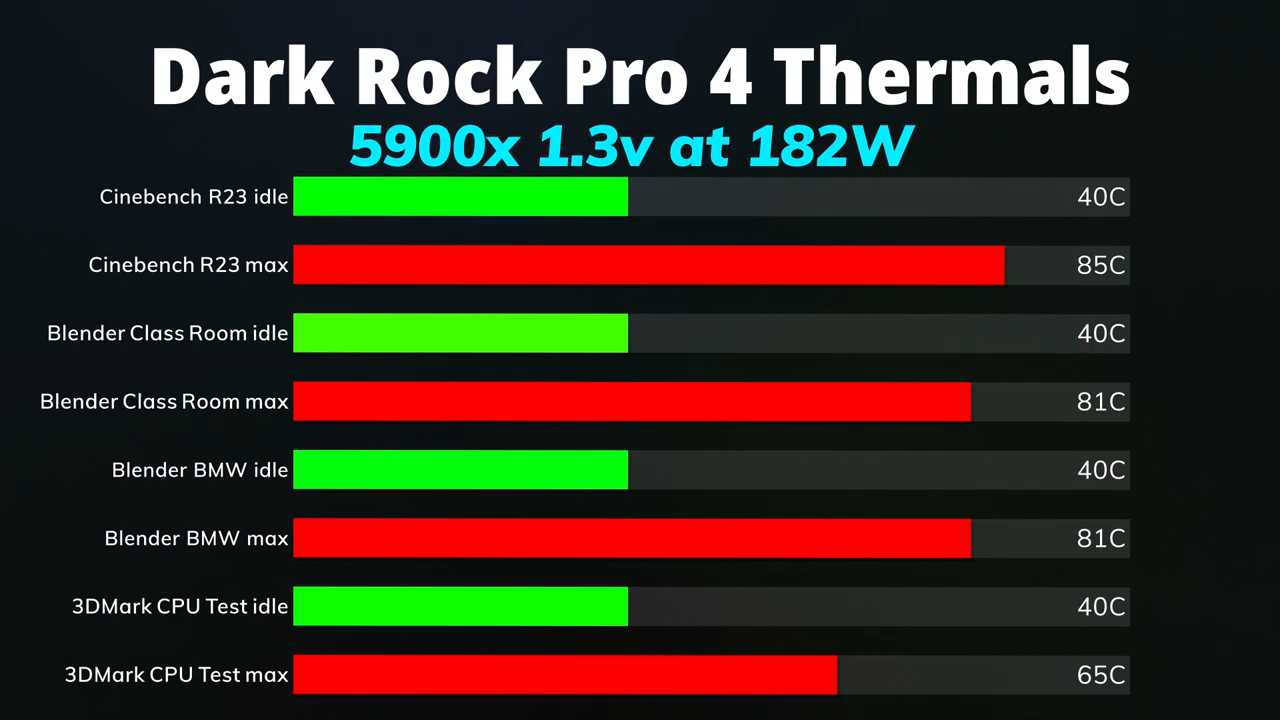 Dark Rock Pro 4 Thermals
5900x 1.3v at 182W
Cinebench R23 idle 40C
Cinebench R23 max 85C
Blender Class Room idle 40C
Blender Class Room max 81C
Blender BMW idle 40C
Blender BMW max 81C
3DMark CPU Test idle 40C
3DMark CPU Test max 65C